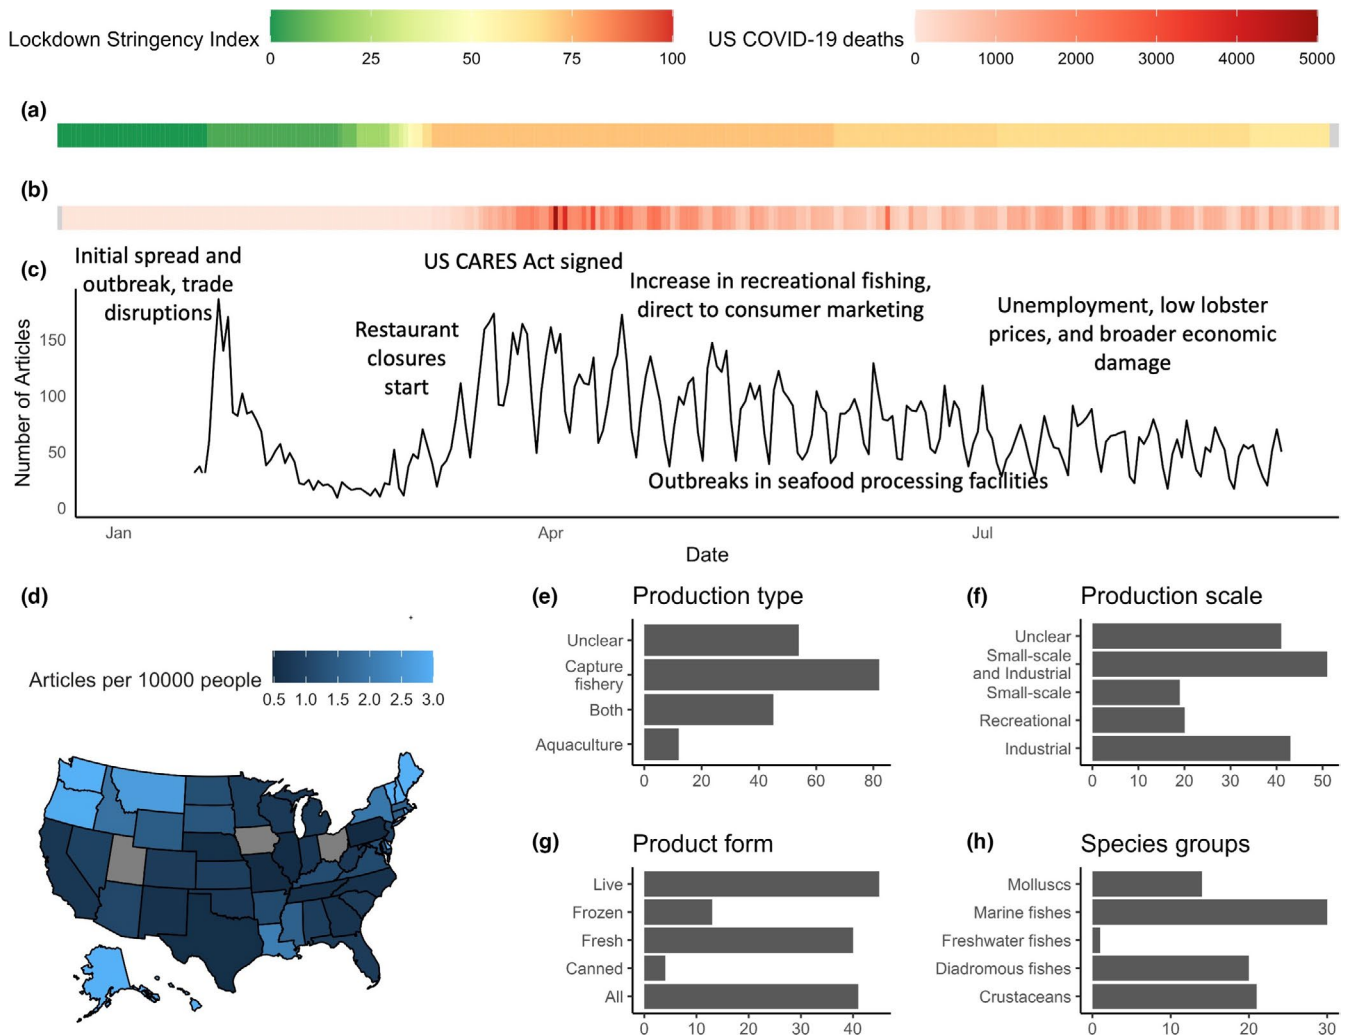 Lockdown Stringency Index
0 25 50 75 100
US COVID-19 deaths
0 1000 2000 3000 4000 5000
(a)
(b)
(c)
Initial spread and
outbreak, trade
disruptions
Restaurant
closures
start
US CARES Act signed
Increase in recreational fishing,
direct to consumer marketing
Unemployment, low lobster
prices, and broader economic
damage
Outbreaks in seafood processing facilities
Number of Articles
150
100
50
0
Jan Apr Jul
Date
(d)
Articles per 10000 people
0.5 1.0 1.5 2.0 2.5 3.0
(e) Production type
Unclear
Capture
fishery
Both
Aquaculture
0 20 40 60 80
(f) Production scale
Unclear
Small-scale
and Industrial
Small-scale
Recreational
Industrial
0 10 20 30 40 50
(g) Product form
Live
Frozen
Fresh
Canned
All
0 10 20 30 40
(h) Species groups
Molluscs
Marine fishes
Freshwater fishes
Diadromous fishes
Crustaceans
0 10 20 30